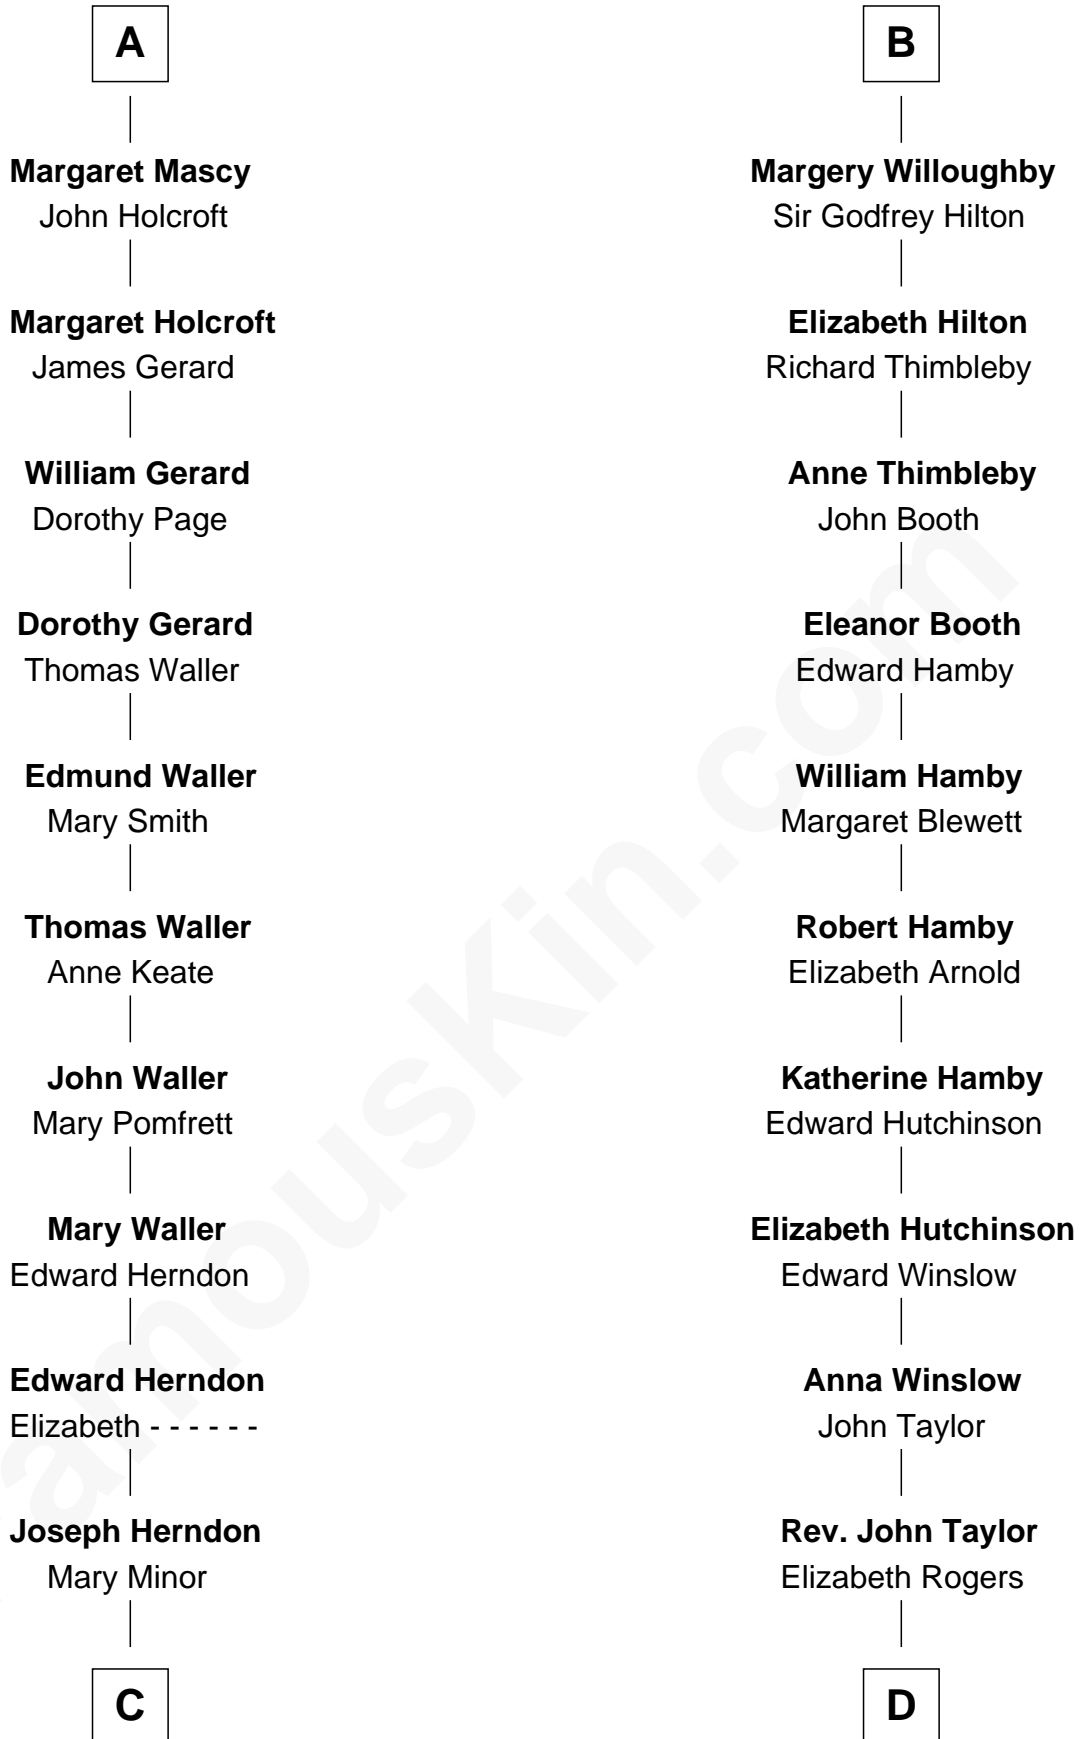 A
Margaret Mascy
John Holcroft
Margaret Holcroft
James Gerard
William Gerard
Dorothy Page
Dorothy Gerard
Thomas Waller
Edmund Waller
Mary Smith
Thomas Waller
Anne Keate
John Waller
Mary Pomfrett
Mary Waller
Edward Herndon
Edward Herndon
Elizabeth - - - - - -
Joseph Herndon
Mary Minor
C
B
Margery Willoughby
Sir Godfrey Hilton
Elizabeth Hilton
Richard Thimbleby
Anne Thimbleby
John Booth
Eleanor Booth
Edward Hamby
William Hamby
Margaret Blewett
Robert Hamby
Elizabeth Arnold
Katherine Hamby
Edward Hutchinson
Elizabeth Hutchinson
Edward Winslow
Anna Winslow
John Taylor
Rev. John Taylor
Elizabeth Rogers
D
amouskin.com